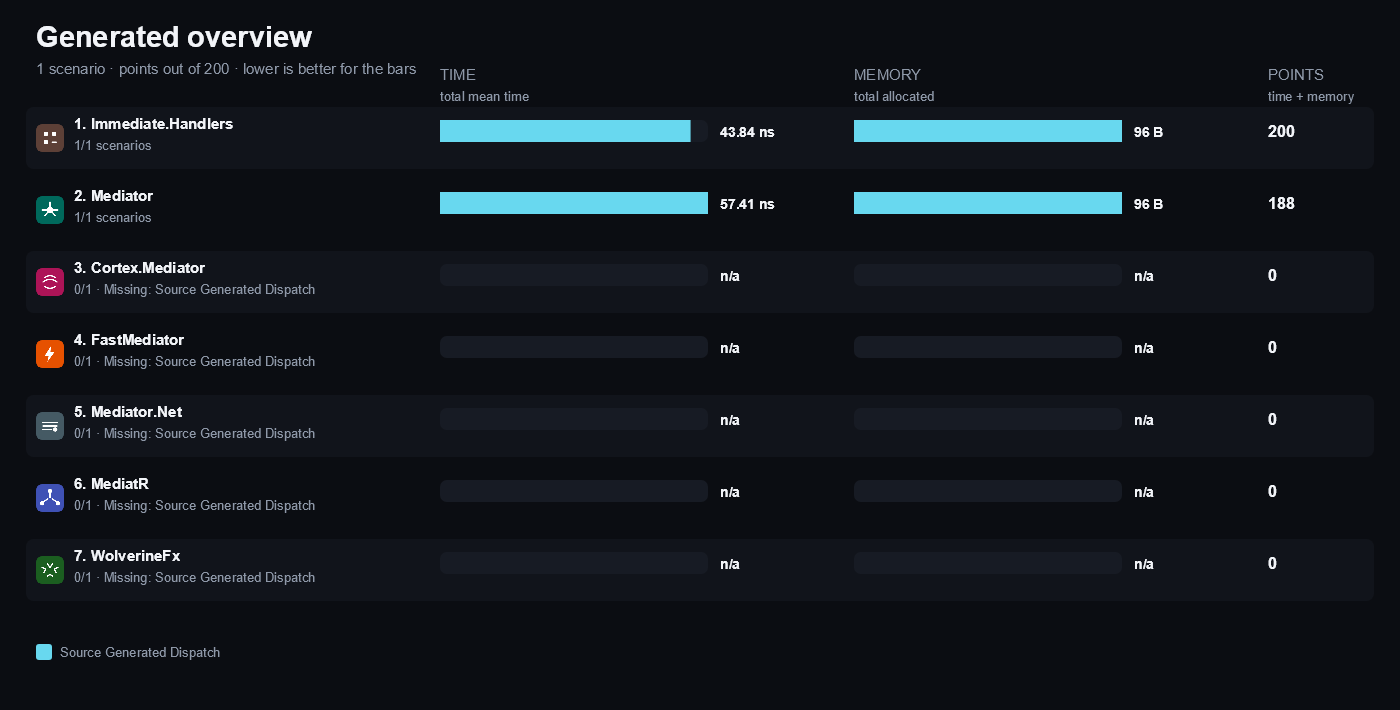 Generated overview
1 scenario · points out of 200 · lower is better for the bars
TIME MEMORY POINTS
total mean time total allocated time + memory
1. Immediate.Handlers
1/1 scenarios
43.84 ns 96 B 200
2. Mediator
1/1 scenarios
57.41 ns 96 B 188
3. Cortex.Mediator
0/1 · Missing: Source Generated Dispatch
n/a n/a 0
4. FastMediator
0/1 · Missing: Source Generated Dispatch
n/a n/a 0
5. Mediator.Net
0/1 · Missing: Source Generated Dispatch
n/a n/a 0
6. MediatR
0/1 · Missing: Source Generated Dispatch
n/a n/a 0
7. WolverineFx
0/1 · Missing: Source Generated Dispatch
n/a n/a 0
Source Generated Dispatch